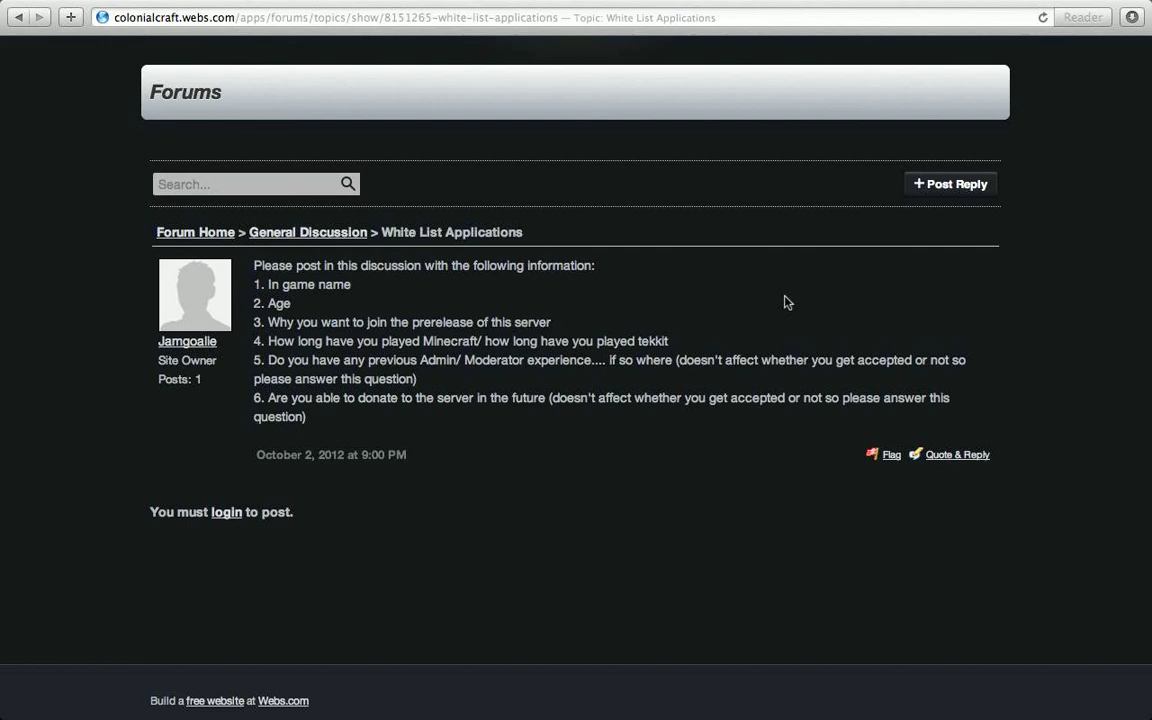 colonialcraft.webs.com/apps/forums/topics/show/8151265-white-list-applications — Topic: White List Applications
Reader
Forums
Search...
+ Post Reply
Forum Home > General Discussion > White List Applications
Please post in this discussion with the following information:
1. In game name
2. Age
3. Why you want to join the prerelease of this server
4. How long have you played Minecraft/ how long have you played tekkit
5. Do you have any previous Admin/ Moderator experience.... if so where (doesn't affect whether you get accepted or not so
please answer this question)
6. Are you able to donate to the server in the future (doesn't affect whether you get accepted or not so please answer this
question)
Jamgoalie
Site Owner
Posts: 1
October 2, 2012 at 9:00 PM
Flag Quote & Reply
You must login to post.
Build a free website at Webs.com